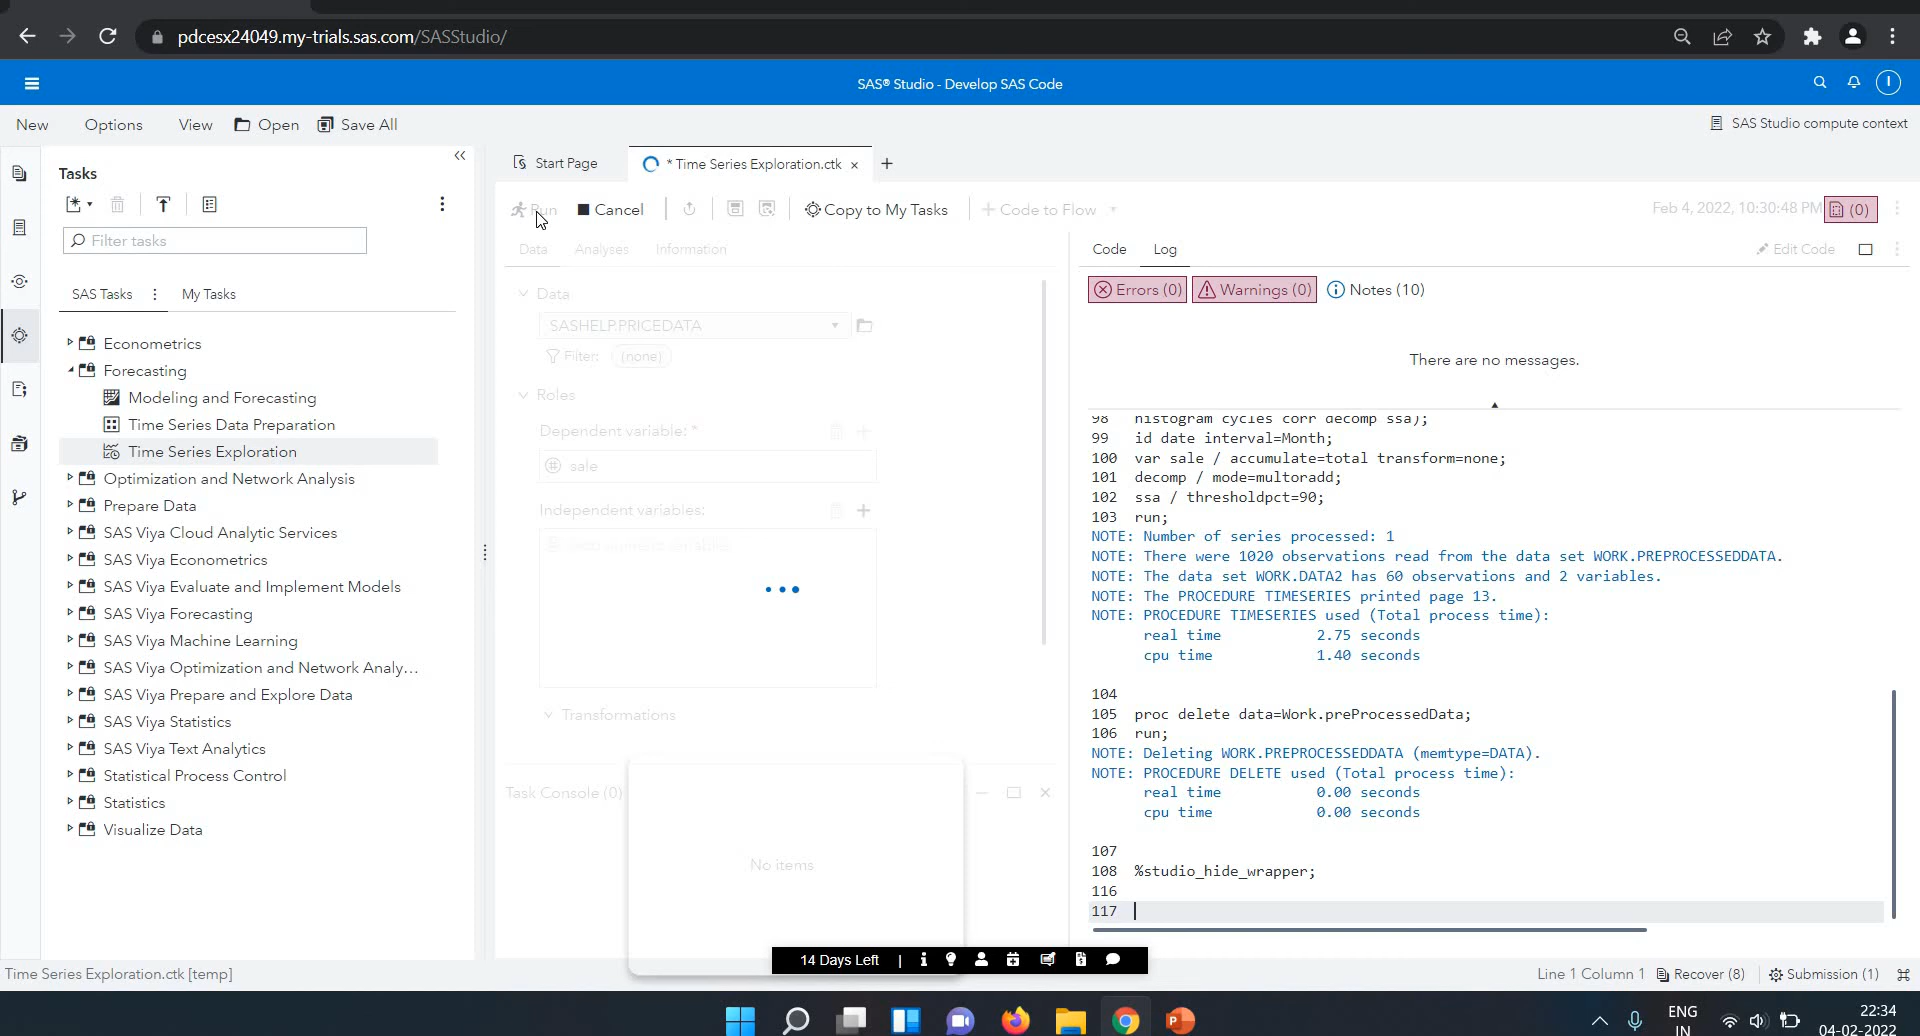 pdcesx24049.my-trials.sas.com/SASStudio/
SAS® Studio - Develop SAS Code
New Options View Open Save All
SAS Studio compute context
Tasks
Filter tasks
SAS Tasks My Tasks
Econometrics
Forecasting
Modeling and Forecasting
Time Series Data Preparation
Time Series Exploration
Optimization and Network Analysis
Prepare Data
SAS Viya Cloud Analytic Services
SAS Viya Econometrics
SAS Viya Evaluate and Implement Models
SAS Viya Forecasting
SAS Viya Machine Learning
SAS Viya Optimization and Network Analy...
SAS Viya Prepare and Explore Data
SAS Viya Statistics
SAS Viya Text Analytics
Statistical Process Control
Statistics
Visualize Data
Start Page
* Time Series Exploration.ctk
Run Cancel Copy to My Tasks Code to Flow
Feb 4, 2022, 10:30:48 PM (0)
Data Analyses Information
Data
SASHELP.PRICEDATA
Filter: (none)
Roles
Dependent variable: *
sale
Independent variables:
Transformations
Task Console (0)
No items
Code Log Edit Code
Errors (0) Warnings (0) Notes (10)
There are no messages.
98 histogram cycles corr decomp ssa);
99 id date interval=Month;
100 var sale / accumulate=total transform=none;
101 decomp / mode=multoradd;
102 ssa / thresholdpct=90;
103 run;
NOTE: Number of series processed: 1
NOTE: There were 1020 observations read from the data set WORK.PREPROCESSEDDATA.
NOTE: The data set WORK.DATA2 has 60 observations and 2 variables.
NOTE: The PROCEDURE TIMESERIES printed page 13.
NOTE: PROCEDURE TIMESERIES used (Total process time):
real time 2.75 seconds
cpu time 1.40 seconds
104
105 proc delete data=Work.preProcessedData;
106 run;
NOTE: Deleting WORK.PREPROCESSEDDATA (memtype=DATA).
NOTE: PROCEDURE DELETE used (Total process time):
real time 0.00 seconds
cpu time 0.00 seconds
107
108 %studio_hide_wrapper;
116
117
14 Days Left |
Time Series Exploration.ctk [temp]
Line 1 Column 1 Recover (8) Submission (1)
ENG
IN
22:34
04-02-2022